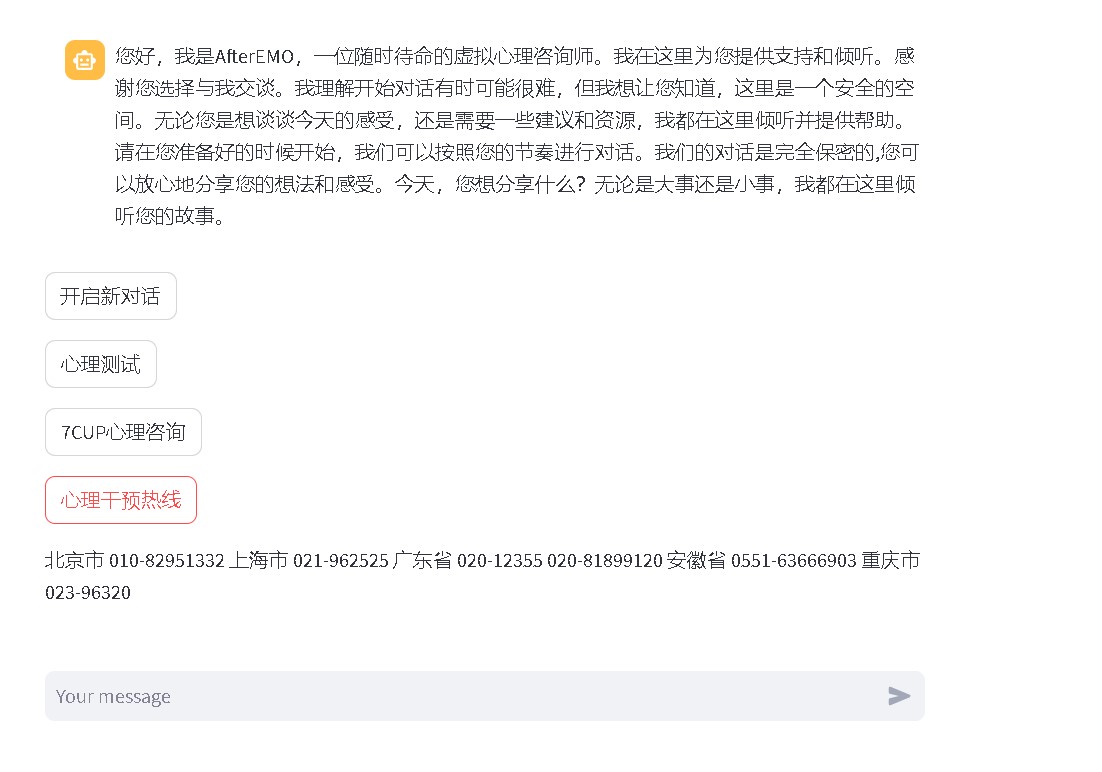 您好，我是AfterEMO，一位随时待命的虚拟心理咨询师。我在这里为您提供支持和倾听。感
谢您选择与我交谈。我理解开始对话有时可能很难，但我想让您知道，这里是一个安全的空
间。无论您是想谈谈今天的感受，还是需要一些建议和资源，我都在这里倾听并提供帮助。
请在您准备好的时候开始，我们可以按照您的节奏进行对话。我们的对话是完全保密的,您可
以放心地分享您的想法和感受。今天，您想分享什么？无论是大事还是小事，我都在这里倾
听您的故事。
开启新对话
心理测试
7CUP心理咨询
心理干预热线
北京市 010-82951332 上海市 021-962525 广东省 020-12355 020-81899120 安徽省 0551-63666903 重庆市
023-96320
Your message